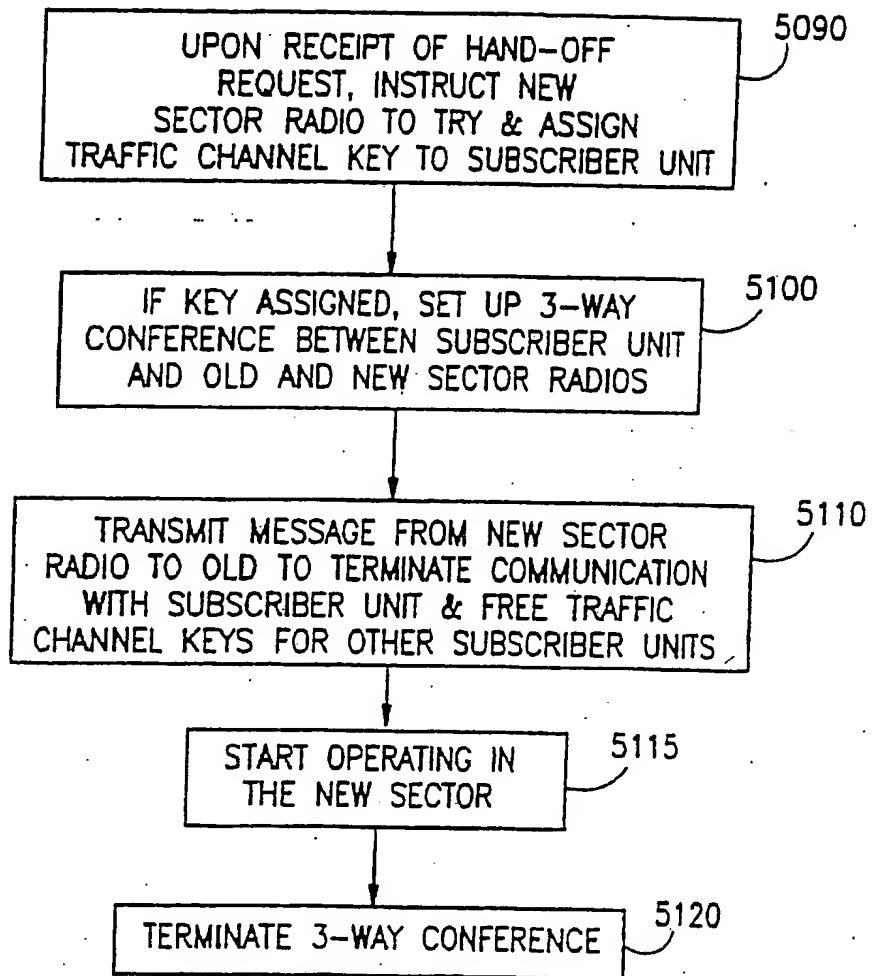 5090
UPON RECEIPT OF HAND-OFF
REQUEST, INSTRUCT NEW
SECTOR RADIO TO TRY & ASSIGN
TRAFFIC CHANNEL KEY TO SUBSCRIBER UNIT
5100
IF KEY ASSIGNED, SET UP 3-WAY
CONFERENCE BETWEEN SUBSCRIBER UNIT
AND OLD AND NEW SECTOR RADIOS
5110
TRANSMIT MESSAGE FROM NEW SECTOR
RADIO TO OLD TO TERMINATE COMMUNICATION
WITH SUBSCRIBER UNIT & FREE TRAFFIC
CHANNEL KEYS FOR OTHER SUBSCRIBER UNITS
5115
START OPERATING IN
THE NEW SECTOR
5120
TERMINATE 3-WAY CONFERENCE